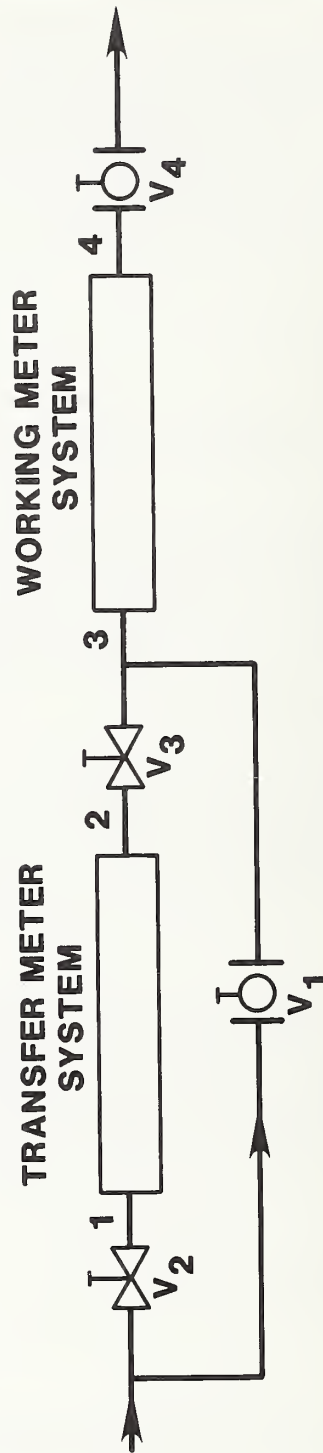 TRANSFER METER
SYSTEM
WORKING METER
SYSTEM
1
2
3
4
V2
V3
V4
V1